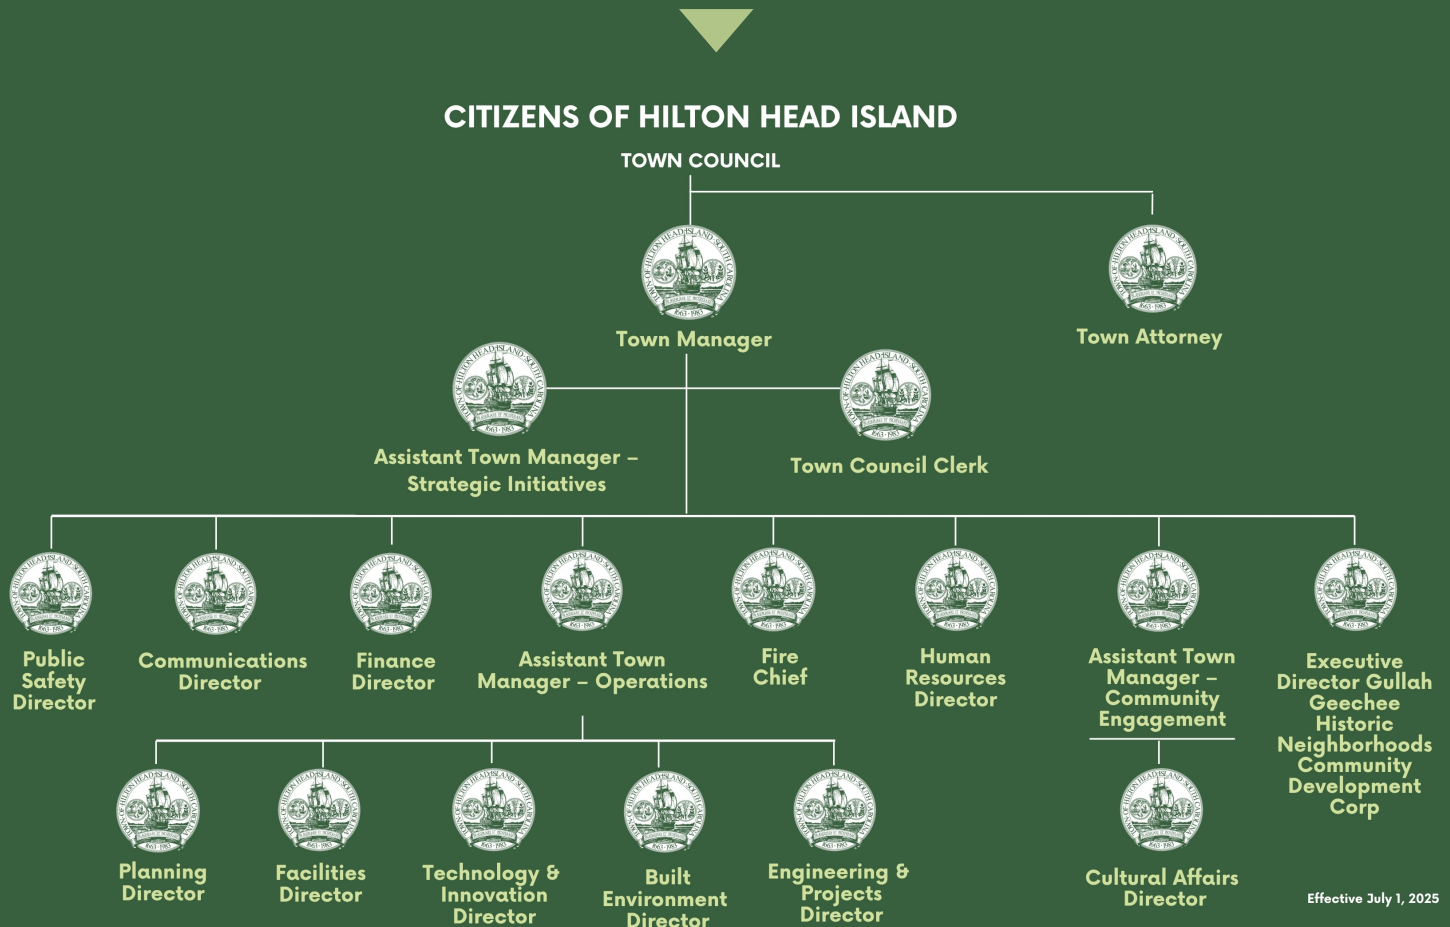 CITIZENS OF HILTON HEAD ISLAND
TOWN COUNCIL
Town Manager
Town Attorney
Assistant Town Manager –
Strategic Initiatives
Town Council Clerk
Public
Safety
Director
Communications
Director
Finance
Director
Assistant Town
Manager – Operations
Fire
Chief
Human
Resources
Director
Assistant Town
Manager –
Community
Engagement
Executive
Director Gullah
Geechee
Historic
Neighborhoods
Community
Development
Corp
Planning
Director
Facilities
Director
Technology &
Innovation
Director
Built
Environment
Director
Engineering &
Projects
Director
Cultural Affairs
Director
Effective July 1, 2025